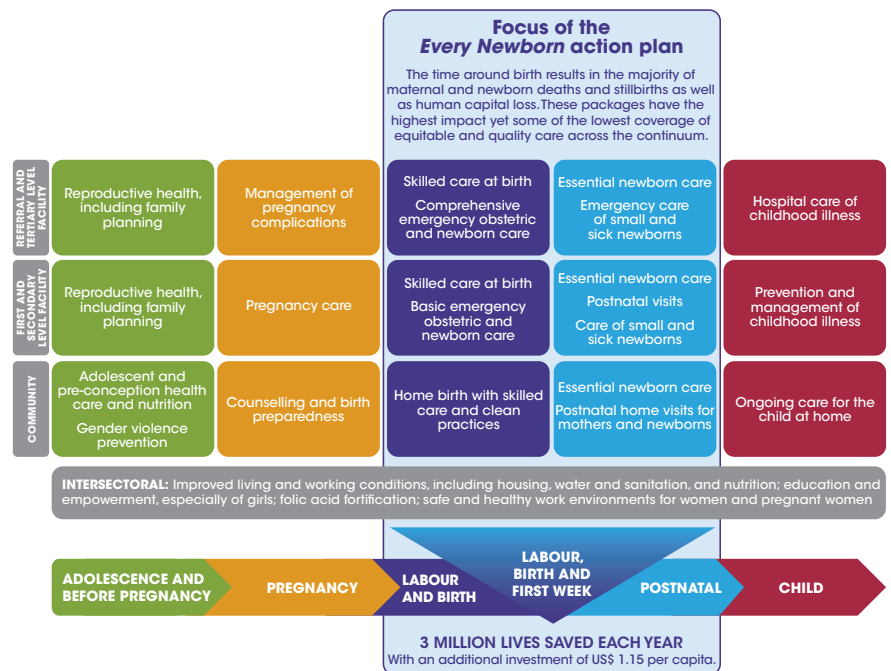 Focus of the
Every Newborn action plan
The time around birth results in the majority of
maternal and newborn deaths and stillbirths as well
as human capital loss. These packages have the
highest impact yet some of the lowest coverage of
equitable and quality care across the continuum.
REFERRAL AND
TERTIARY LEVEL
FACILITY
Reproductive health,
including family
planning
Management of
pregnancy
complications
Skilled care at birth
Comprehensive
emergency obstetric
and newborn care
Essential newborn care
Emergency care
of small and
sick newborns
Hospital care of
childhood illness
FIRST AND
SECONDARY
LEVEL FACILITY
Reproductive health,
including family
planning
Pregnancy care
Skilled care at birth
Basic emergency
obstetric and
newborn care
Essential newborn care
Postnatal visits
Care of small and
sick newborns
Prevention and
management of
childhood illness
COMMUNITY
Adolescent and
pre-conception health
care and nutrition
Gender violence
prevention
Counselling and birth
preparedness
Home birth with skilled
care and clean
practices
Essential newborn care
Postnatal home visits for
mothers and newborns
Ongoing care for the
child at home
INTERSECTORAL: Improved living and working conditions, including housing, water and sanitation, and nutrition; education and
empowerment, especially of girls; folic acid fortification; safe and healthy work environments for women and pregnant women
ADOLESCENCE AND
BEFORE PREGNANCY
PREGNANCY
LABOUR
AND BIRTH
LABOUR,
BIRTH AND
FIRST WEEK
POSTNATAL
CHILD
3 MILLION LIVES SAVED EACH YEAR
With an additional investment of US$ 1.15 per capita.